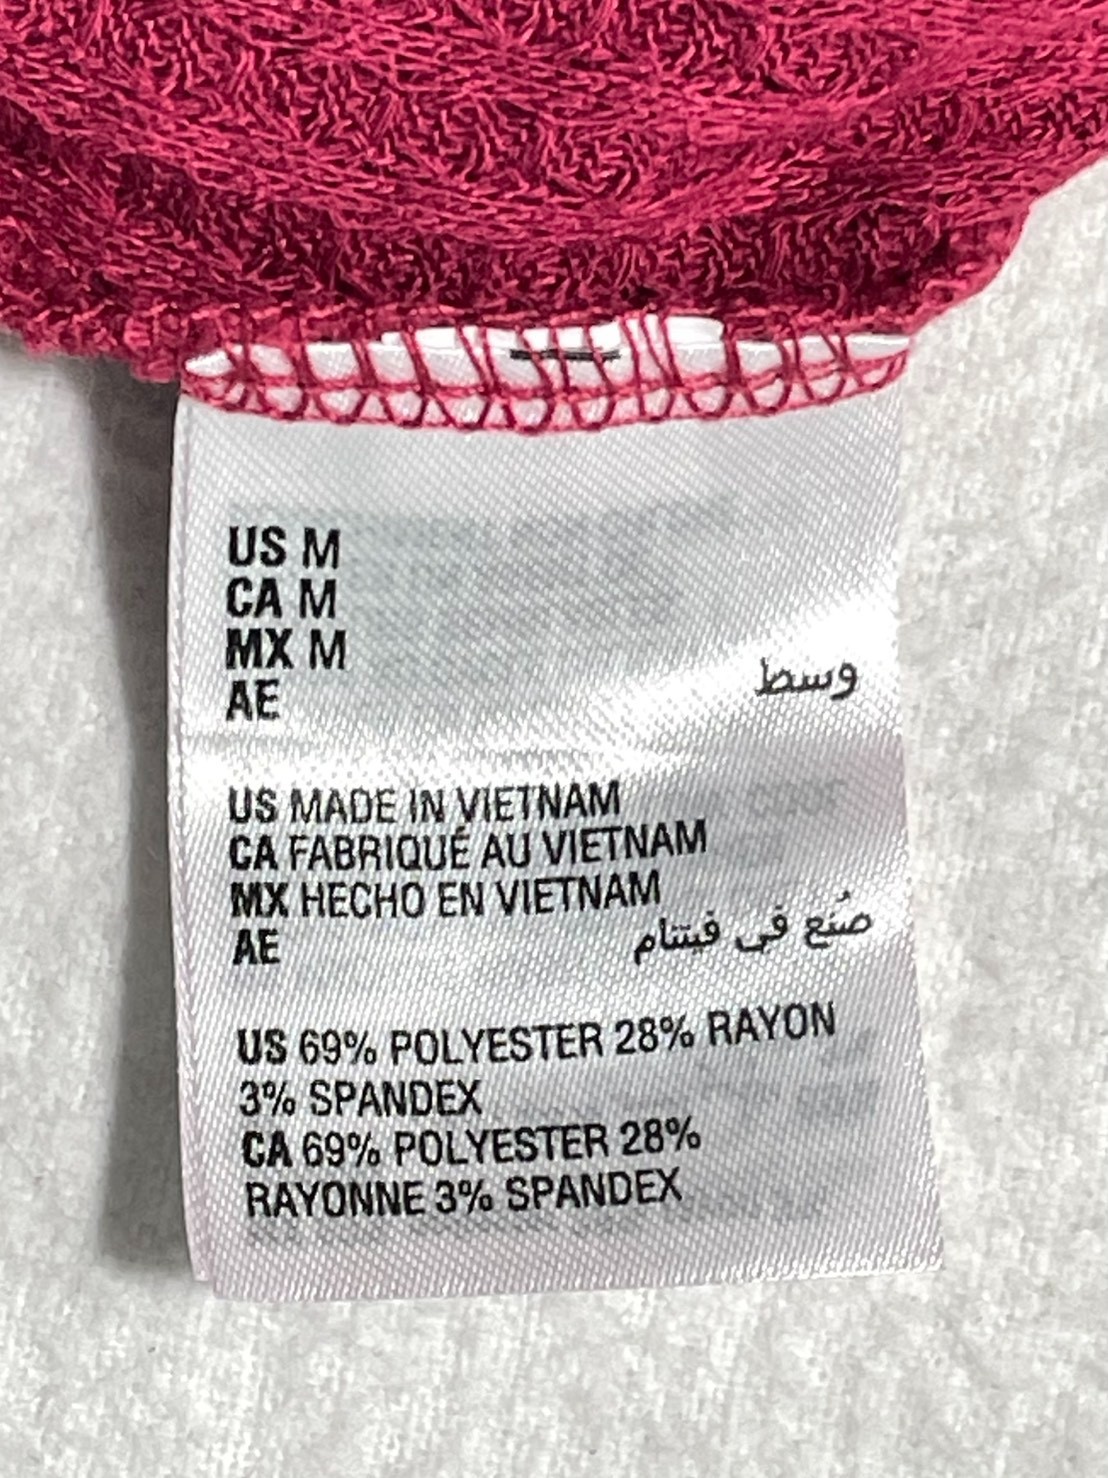 US M
CA M
MX M
AE وسط
US MADE IN VIETNAM
CA FABRIQUÉ AU VIETNAM
MX HECHO EN VIETNAM
AE صُنع في فيتنام
US 69% POLYESTER 28% RAYON
3% SPANDEX
CA 69% POLYESTER 28%
RAYONNE 3% SPANDEX